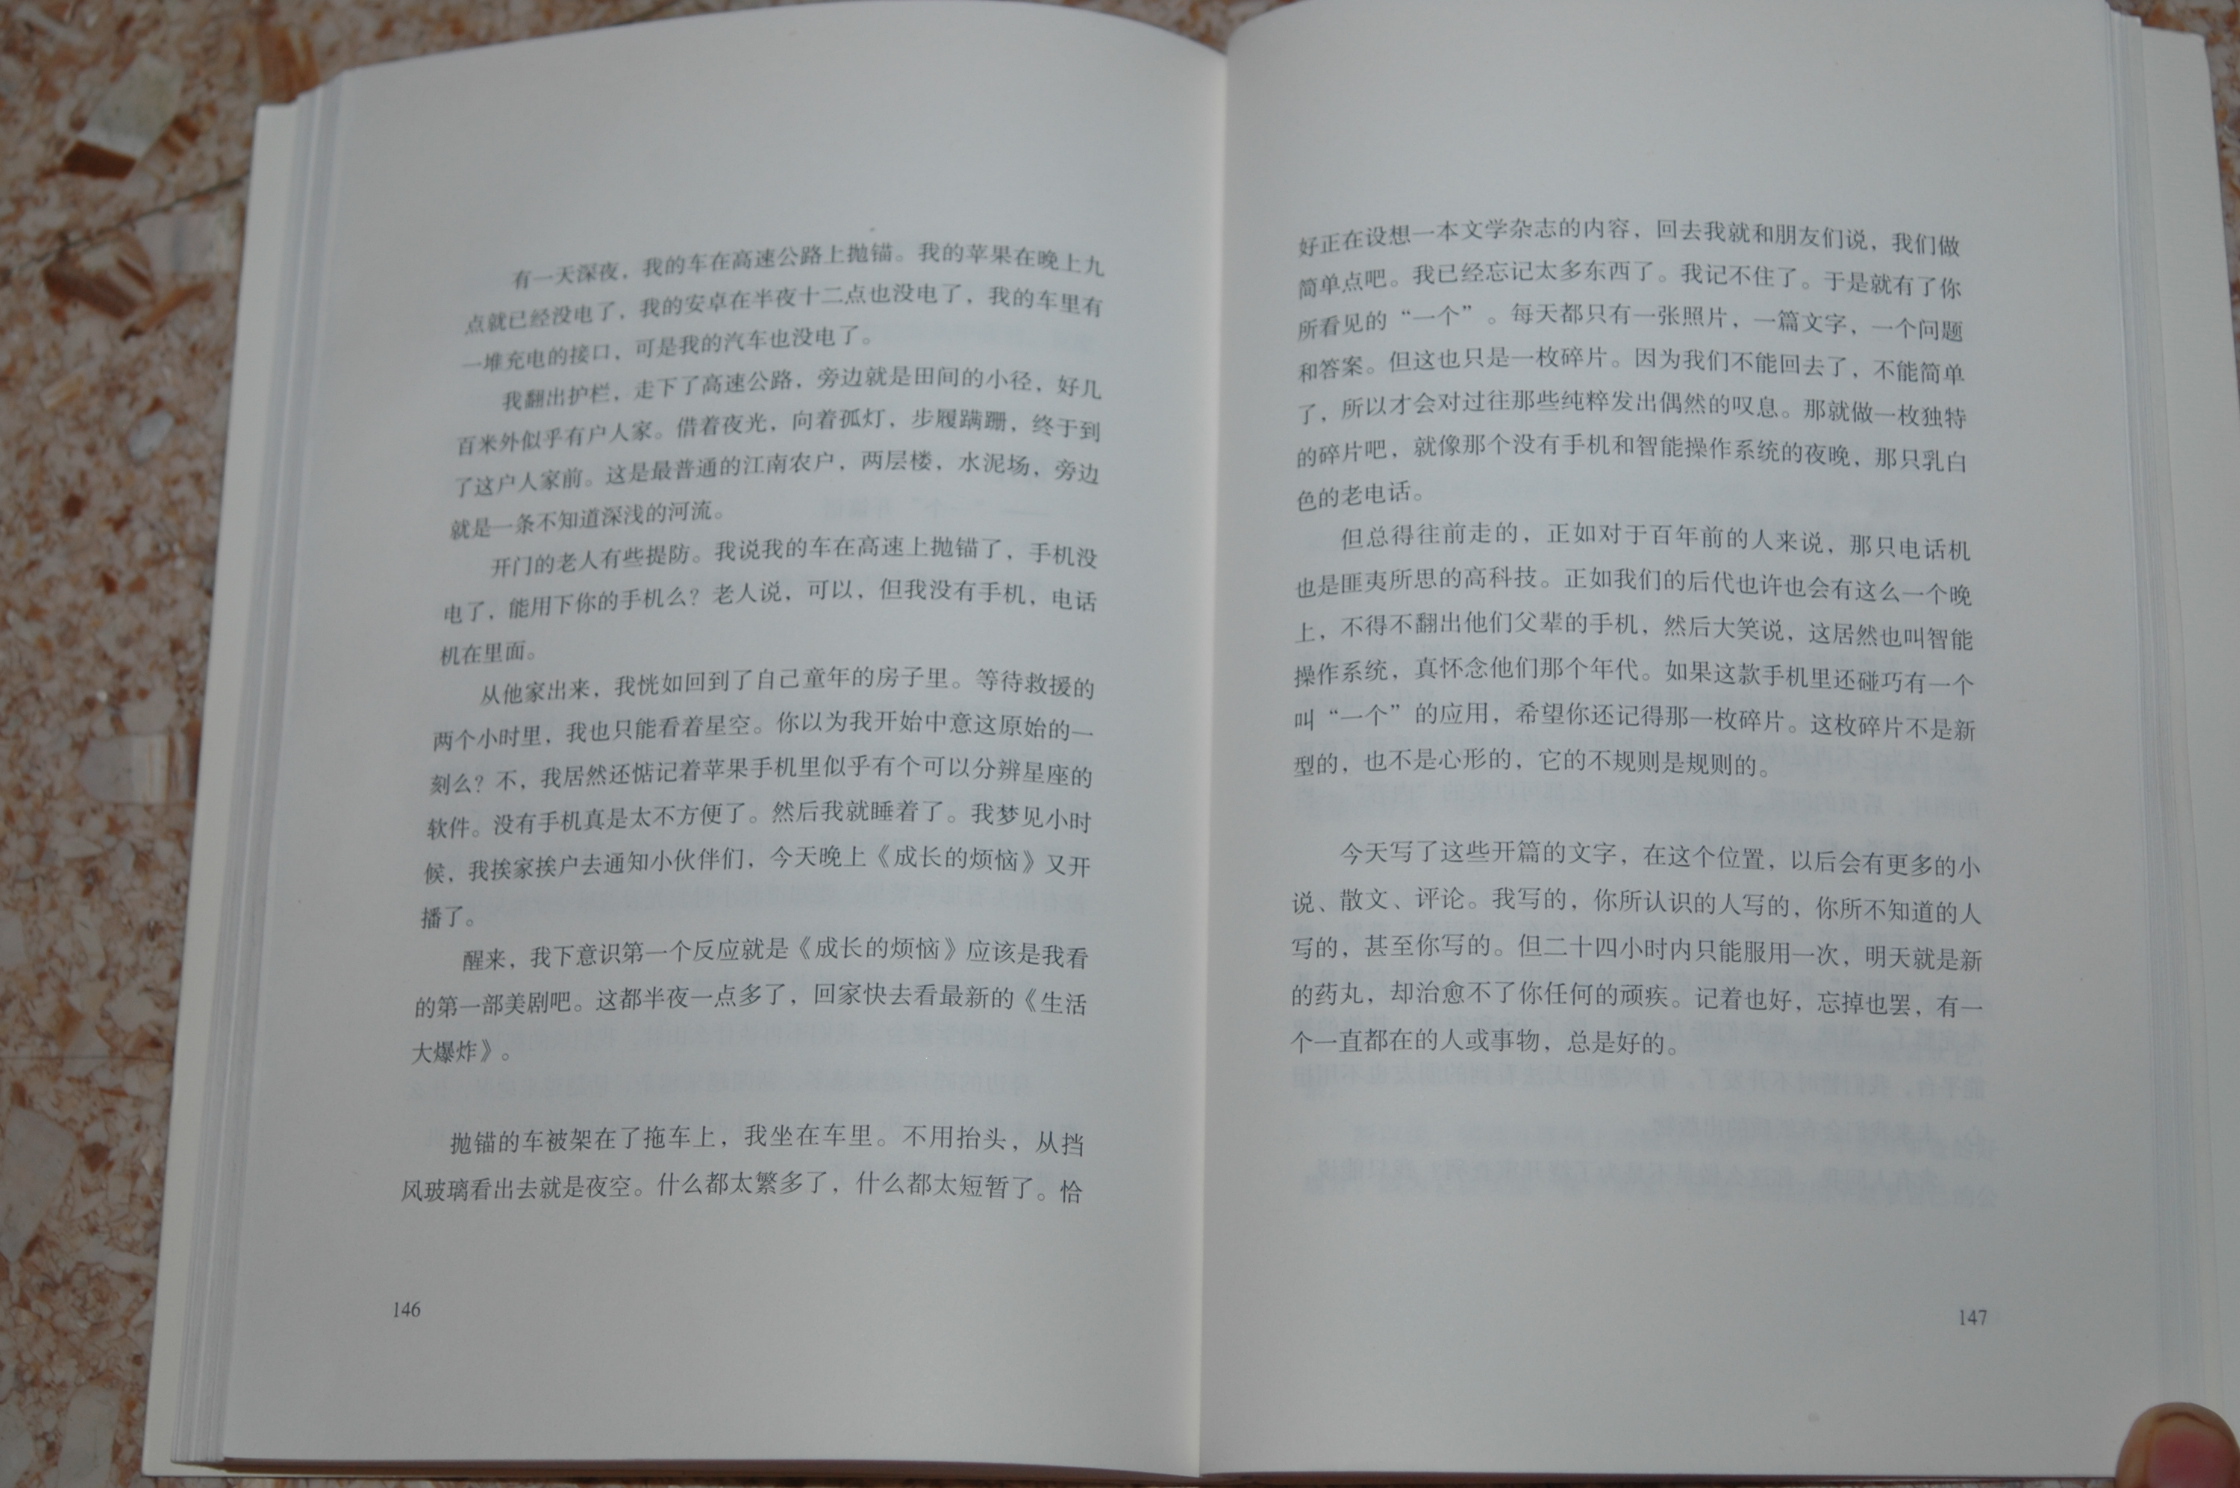 有一天深夜，我的车在高速公路上抛锚。我的苹果在晚上九
点就已经没电了，我的安卓在半夜十二点也没电了，我的车里有
一堆充电的接口，可是我的汽车也没电了。
我翻出护栏，走下了高速公路，旁边就是田间的小径，好几
百米外似乎有户人家。借着夜光，向着孤灯，步履蹒跚，终于到
了这户人家前。这是最普通的江南农户，两层楼，水泥场，旁边
就是一条不知道深浅的河流。
开门的老人有些提防。我说我的车在高速上抛锚了，手机没
电了，能用下你的手机么？老人说，可以，但我没有手机，电话
机在里面。
从他家出来，我恍如回到了自己童年的房子里。等待救援的
两个小时里，我也只能看着星空。你以为我开始中意这原始的一
刻么？不，我居然还惦记着苹果手机里似乎有个可以分辨星座的
软件。没有手机真是太不方便了。然后我就睡着了。我梦见小时
候，我挨家挨户去通知小伙伴们，今天晚上《成长的烦恼》又开
播了。
醒来，我下意识第一个反应就是《成长的烦恼》应该是我看
的第一部美剧吧。这都半夜一点多了，回家快去看最新的《生活
大爆炸》。
抛锚的车被架在了拖车上，我坐在车里。不用抬头，从挡
风玻璃看出去就是夜空。什么都太繁多了，什么都太短暂了。恰
146
好正在设想一本文学杂志的内容，回去我就和朋友们说，我们做
简单点吧。我已经忘记太多东西了。我记不住了。于是就有了你
所看见的“一个”。每天都只有一张照片，一篇文字，一个问题
和答案。但这也只是一枚碎片。因为我们不能回去了，不能简单
了，所以才会对过往那些纯粹发出偶然的叹息。那就做一枚独特
的碎片吧，就像那个没有手机和智能操作系统的夜晚，那只乳白
色的老电话。
但总得往前走的，正如对于百年前的人来说，那只电话机
也是匪夷所思的高科技。正如我们的后代也许也会有这么一个晚
上，不得不翻出他们父辈的手机，然后大笑说，这居然也叫智能
操作系统，真怀念他们那个年代。如果这款手机里还碰巧有一个
叫“一个”的应用，希望你还记得那一枚碎片。这枚碎片不是新
型的，也不是心形的，它的不规则是规则的。
今天写了这些开篇的文字，在这个位置，以后会有更多的小
说、散文、评论。我写的，你所认识的人写的，你所不知道的人
写的，甚至你写的。但二十四小时内只能服用一次，明天就是新
的药丸，却治愈不了你任何的顽疾。记着也好，忘掉也罢，有一
个一直都在的人或事物，总是好的。
147